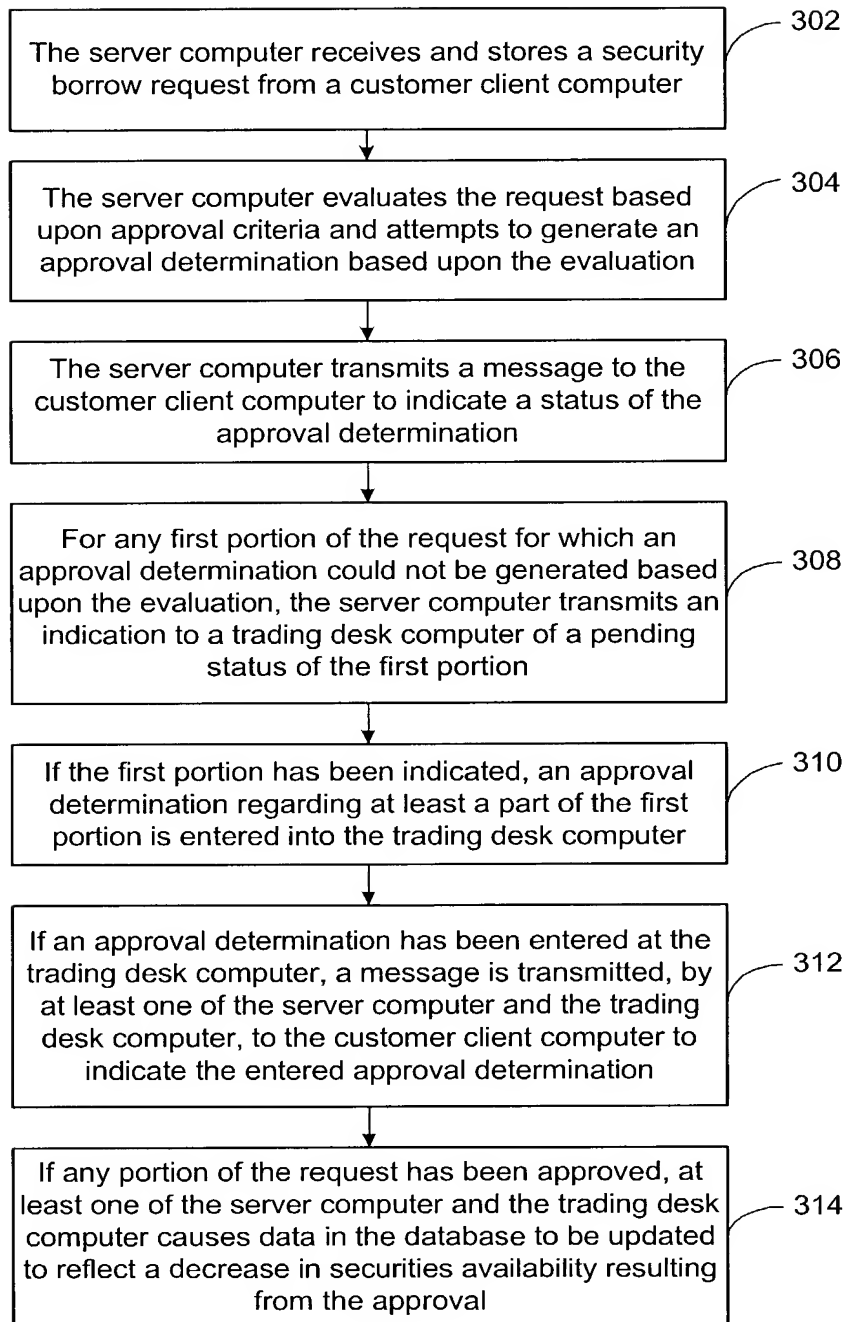 The server computer receives and stores a security
borrow request from a customer client computer
302
The server computer evaluates the request based
upon approval criteria and attempts to generate an
approval determination based upon the evaluation
304
The server computer transmits a message to the
customer client computer to indicate a status of the
approval determination
306
For any first portion of the request for which an
approval determination could not be generated based
upon the evaluation, the server computer transmits an
indication to a trading desk computer of a pending
status of the first portion
308
If the first portion has been indicated, an approval
determination regarding at least a part of the first
portion is entered into the trading desk computer
310
If an approval determination has been entered at the
trading desk computer, a message is transmitted, by
at least one of the server computer and the trading
desk computer, to the customer client computer to
indicate the entered approval determination
312
If any portion of the request has been approved, at
least one of the server computer and the trading desk
computer causes data in the database to be updated
to reflect a decrease in securities availability resulting
from the approval
314